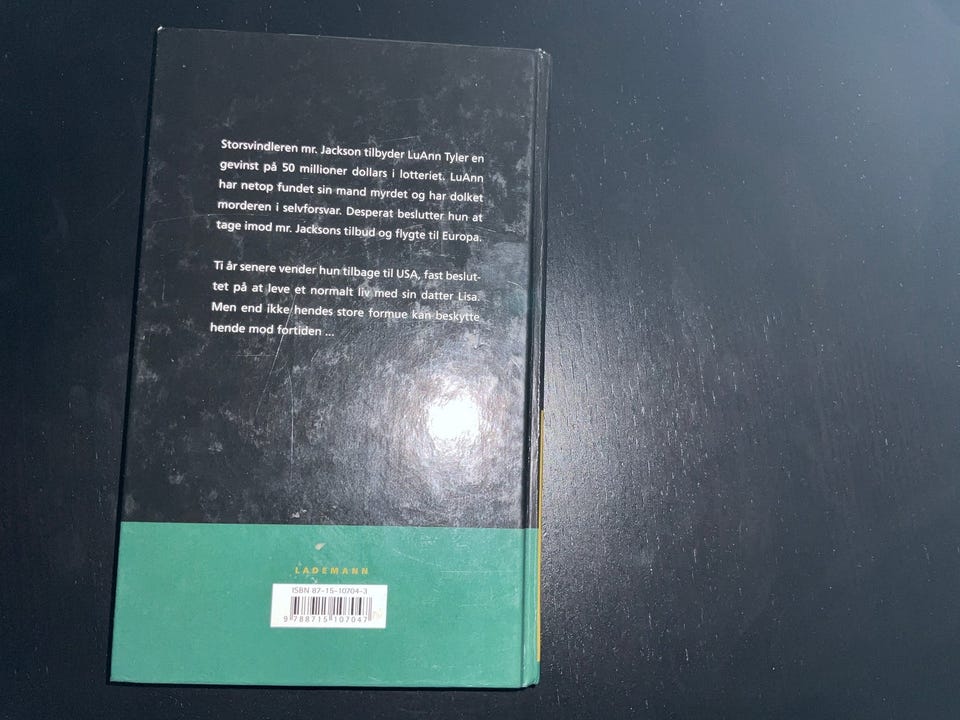 Storsvindleren mr. Jackson tilbyder LuAnn Tyler en
gevinst på 50 millioner dollars i lotteriet. LuAnn
har netop fundet sin mand myrdet og har dolket
morderen i selvforsvar. Desperat beslutter hun at
tage imod mr. Jacksons tilbud og flygte til Europa.
Ti år senere vender hun tilbage til USA, fast beslut-
tet på at leve et normalt liv med sin datter Lisa.
Men end ikke hendes store formue kan beskytte
hende mod fortiden ...
LADEMANN
ISBN 87-15-10704-3
9 788715 107047